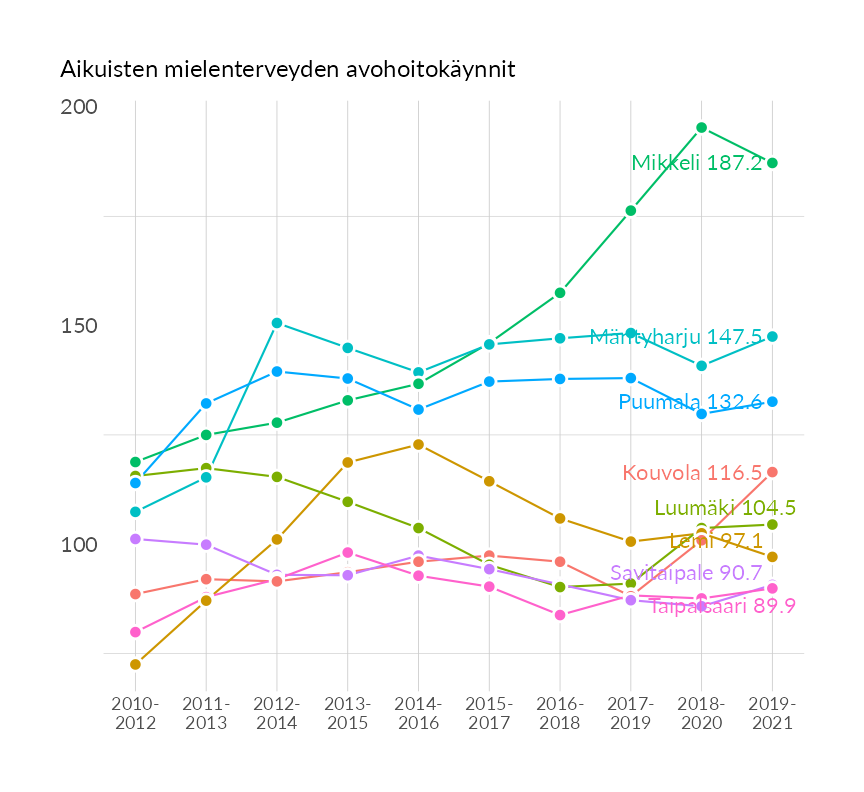 Aikuisten mielenterveyden avohoitokäynnit
200
150
100
Mikkeli 187.2
Mäntyharju 147.5
Puumala 132.6
Kouvola 116.5
Luumäki 104.5
Lemi 97.1
Savitaipale 90.7
Taipalsaari 89.9
2010-
2012
2011-
2013
2012-
2014
2013-
2015
2014-
2016
2015-
2017
2016-
2018
2017-
2019
2018-
2020
2019-
2021